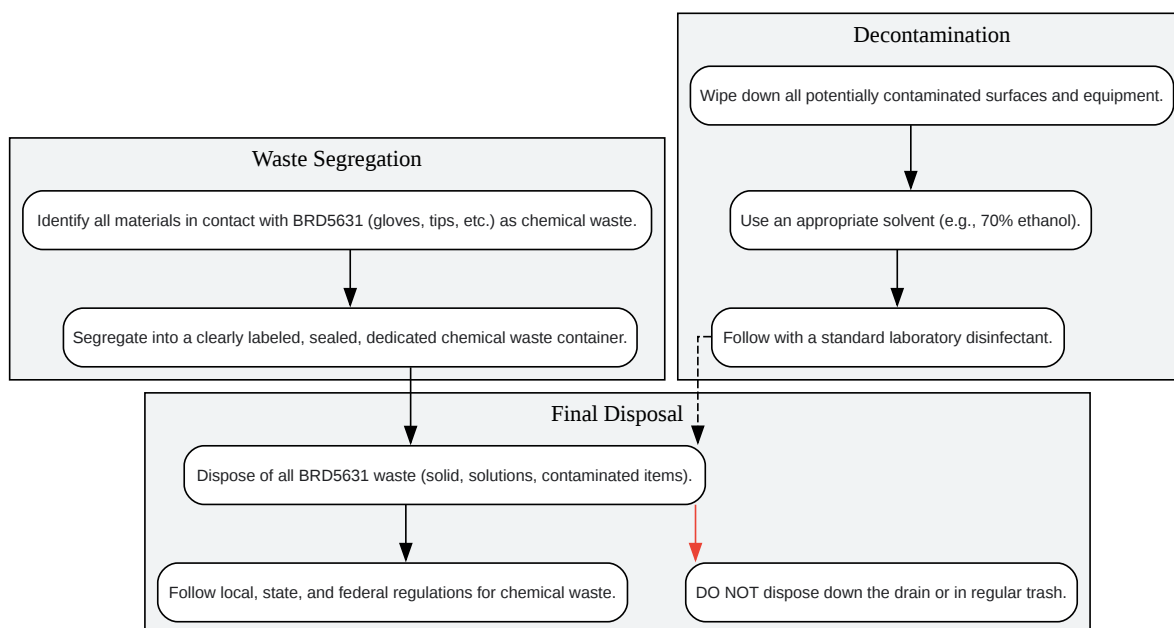 Decontamination
Wipe down all potentially contaminated surfaces and equipment.
Waste Segregation
Identify all materials in contact with BRD5631 (gloves, tips, etc.) as chemical waste.
Use an appropriate solvent (e.g., 70% ethanol).
Segregate into a clearly labeled, sealed, dedicated chemical waste container.
Follow with a standard laboratory disinfectant.
Final Disposal
Dispose of all BRD5631 waste (solid, solutions, contaminated items).
Follow local, state, and federal regulations for chemical waste.
DO NOT dispose down the drain or in regular trash.